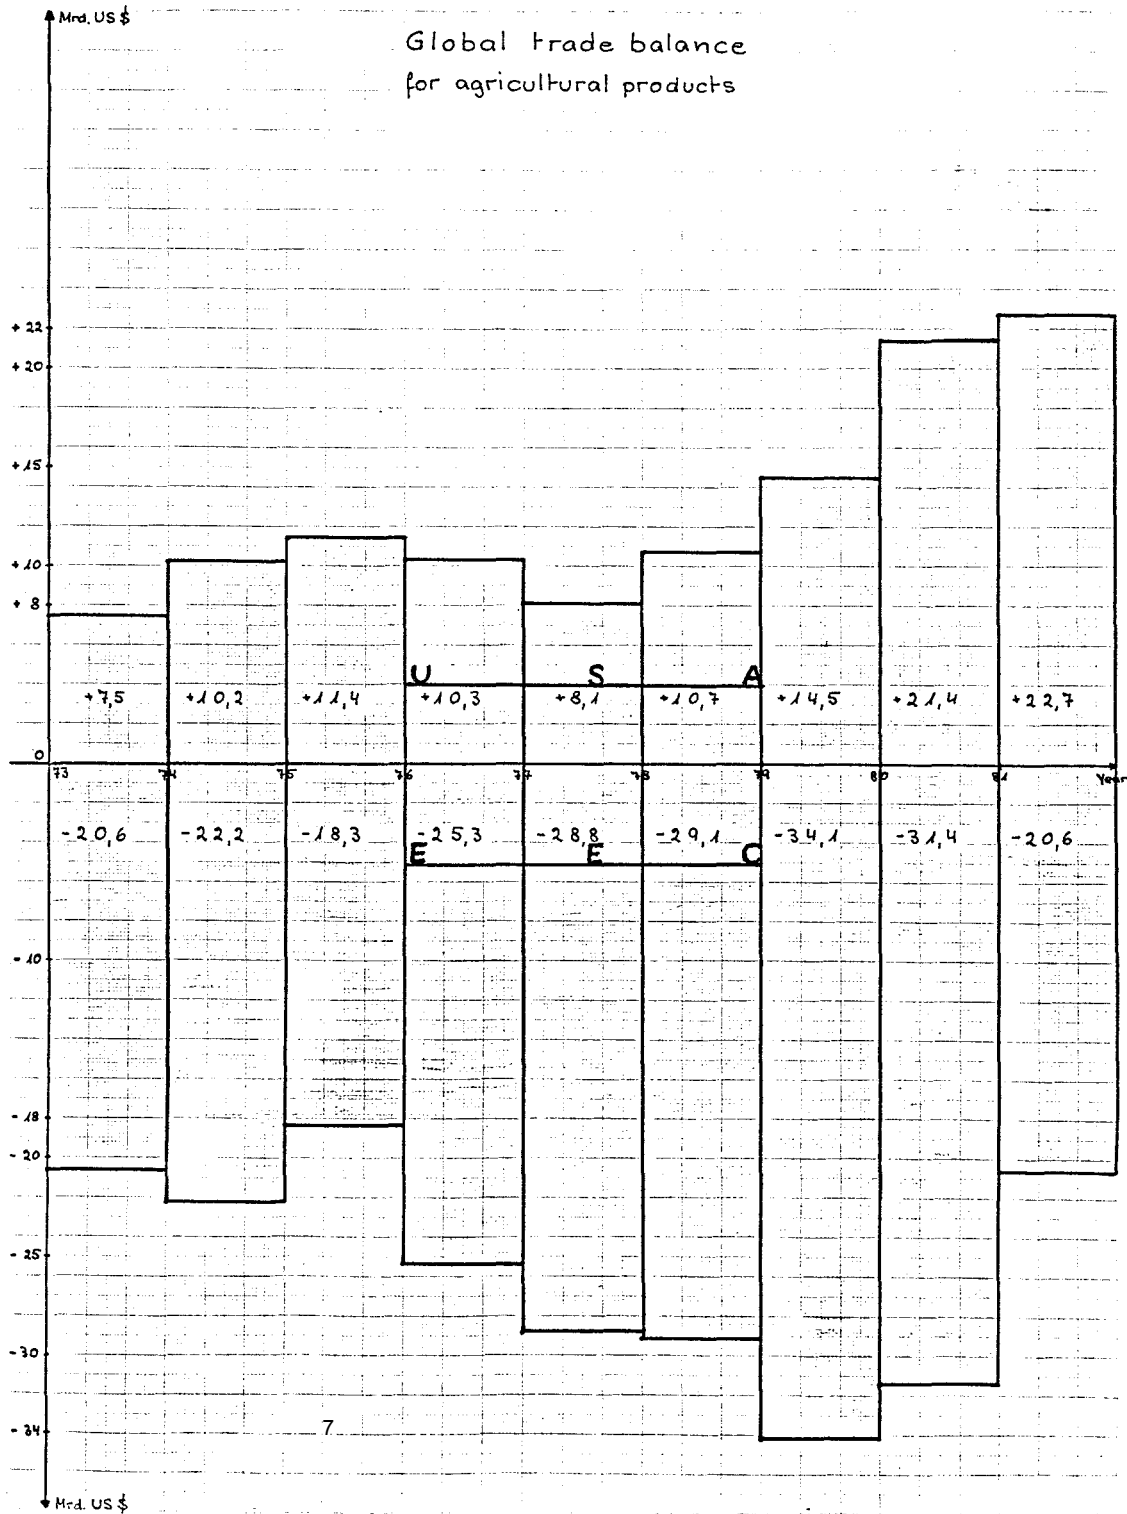 Mrd. US $
Global trade balance
for agricultural products
+ 22
+ 20
+ 15
+ 10
+ 8
U S A
+7,5 +10,2 +11,4 +10,3 +8,1 +10,7 +14,5 +21,4 +22,7
0
73 74 75 76 77 78 79 80 81 Year
-20,6 -22,2 -18,3 -25,3 -28,8 -29,1 -34,1 -31,4 -20,6
E E C
- 10
- 18
- 20
- 25
- 30
- 34
7
Mrd. US $